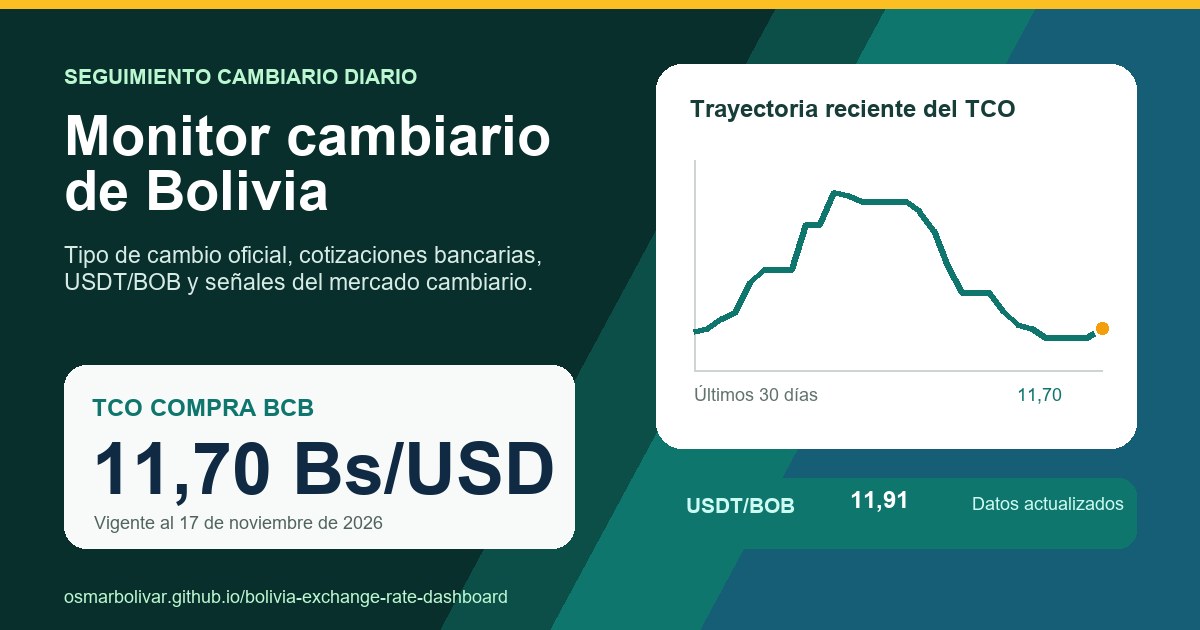 SEGUIMIENTO CAMBIARIO DIARIO
Monitor cambiario
de Bolivia
Tipo de cambio oficial, cotizaciones bancarias,
USDT/BOB y señales del mercado cambiario.
TCO COMPRA BCB
11,70 Bs/USD
Vigente al 17 de noviembre de 2026
osmarbolivar.github.io/bolivia-exchange-rate-dashboard
Trayectoria reciente del TCO
Últimos 30 días
11,70
USDT/BOB
11,91
Datos actualizados